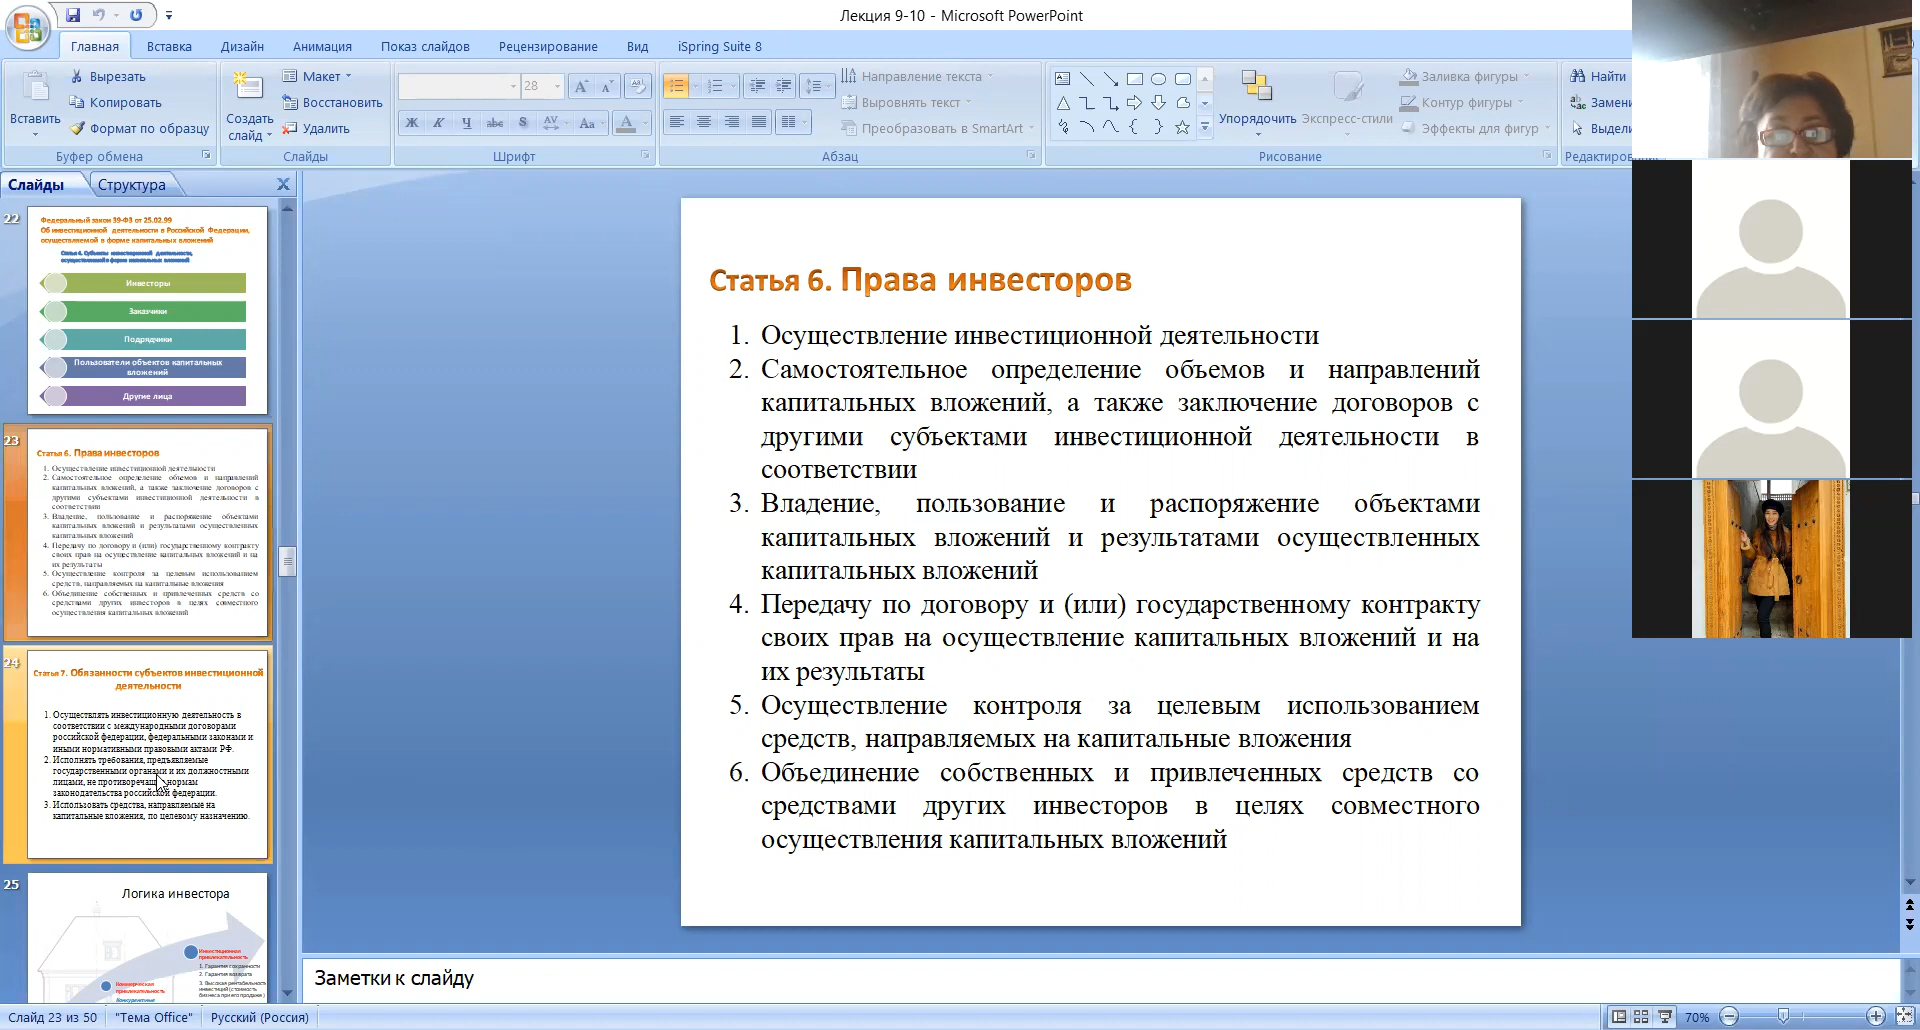 Лекция 9-10 - Microsoft PowerPoint
Главная Вставка Дизайн Анимация Показ слайдов Рецензирование Вид iSpring Suite 8
Вставить
Вырезать
Копировать
Формат по образцу
Буфер обмена
Создать слайд
Макет
Восстановить
Удалить
Слайды
28
Ж К Ч abc S AV Aa A
Шрифт
Направление текста
Выровнять текст
Преобразовать в SmartArt
Абзац
Упорядочить
Экспресс-стили
Заливка фигуры
Контур фигуры
Эффекты для фигур
Рисование
Найти
Замени
Выдели
Редактиров
Слайды Структура
22
Федеральный закон 39-ФЗ от 25.02.99
Об инвестиционной деятельности в Российской Федерации,
осуществляемой в форме капитальных вложений
Статья 4. Субъекты инвестиционной деятельности,
осуществляемой в форме капитальных вложений
Инвесторы
Заказчики
Подрядчики
Пользователи объектов капитальных
вложений
Другие лица
23
Статья 6. Права инвесторов
1. Осуществление инвестиционной деятельности
2. Самостоятельное определение объемов и направлений
капитальных вложений, а также заключение договоров с
другими субъектами инвестиционной деятельности в
соответствии
3. Владение, пользование и распоряжение объектами
капитальных вложений и результатами осуществленных
капитальных вложений
4. Передачу по договору и (или) государственному контракту
своих прав на осуществление капитальных вложений и на
их результаты
5. Осуществление контроля за целевым использованием
средств, направляемых на капитальные вложения
6. Объединение собственных и привлеченных средств со
средствами других инвесторов в целях совместного
осуществления капитальных вложений
24
Статья 7. Обязанности субъектов инвестиционной
деятельности
1. Осуществлять инвестиционную деятельность в
соответствии с международными договорами
российской федерации, федеральными законами и
иными нормативными правовыми актами РФ.
2. Исполнять требования, предъявляемые
государственными органами и их должностными
лицами, не противоречащие нормам
законодательства российской федерации.
3. Использовать средства, направляемые на
капитальные вложения, по целевому назначению.
25
Логика инвестора
Инвестиционная
привлекательность
1. Гарантия сохранности
2. Гарантия возврата
3. Высокая рентабельность
инвестиций (стоимость
бизнеса при его продаже)
Коммерческая
привлекательность
Конкурентные
Статья 6. Права инвесторов
1. Осуществление инвестиционной деятельности
2. Самостоятельное определение объемов и направлений
капитальных вложений, а также заключение договоров с
другими субъектами инвестиционной деятельности в
соответствии
3. Владение, пользование и распоряжение объектами
капитальных вложений и результатами осуществленных
капитальных вложений
4. Передачу по договору и (или) государственному контракту
своих прав на осуществление капитальных вложений и на
их результаты
5. Осуществление контроля за целевым использованием
средств, направляемых на капитальные вложения
6. Объединение собственных и привлеченных средств со
средствами других инвесторов в целях совместного
осуществления капитальных вложений
Заметки к слайду
Слайд 23 из 50 "Тема Office" Русский (Россия) 70%